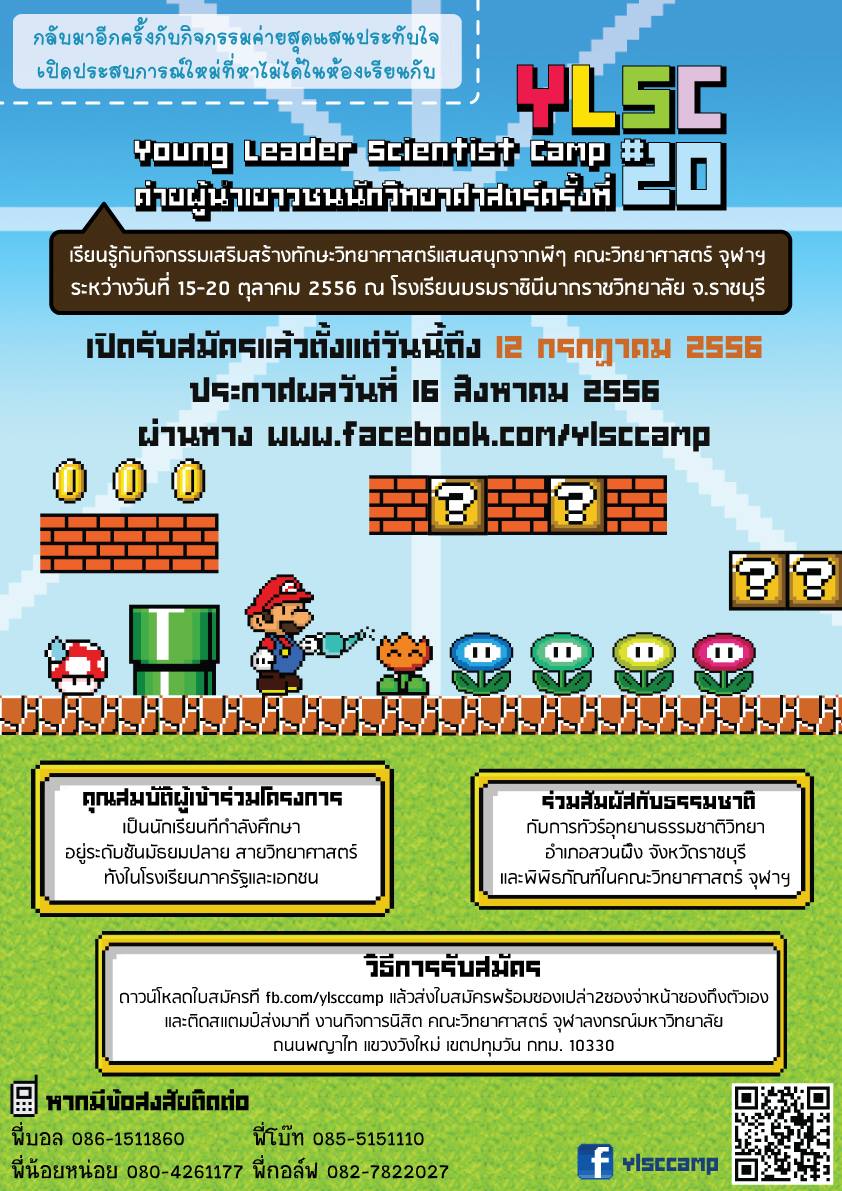 กลับมาอีกครั้งกับกิจกรรมค่ายสุดแสนประทับใจ
เปิดประสบการณ์ใหม่ที่หาไม่ได้ในห้องเรียนกับ
YLSC
Young Leader Scientist Camp #20
ค่ายผู้นำเยาวชนนักวิทยาศาสตร์ครั้งที่
เรียนรู้กับกิจกรรมเสริมสร้างทักษะวิทยาศาสตร์แสนสนุกจากพี่ๆ คณะวิทยาศาสตร์ จุฬาฯ
ระหว่างวันที่ 15-20 ตุลาคม 2556 ณ โรงเรียนบรมราชินีนาถราชวิทยาลัย จ.ราชบุรี
เปิดรับสมัครแล้วตั้งแต่วันนี้ถึง 12 กรกฎาคม 2556
ประกาศผลวันที่ 16 สิงหาคม 2556
ผ่านทาง www.facebook.com/ylsccamp
? ?
? ?
คุณสมบัติผู้เข้าร่วมโครงการ
เป็นนักเรียนที่กำลังศึกษา
อยู่ระดับชั้นมัธยมปลาย สายวิทยาศาสตร์
ทั้งในโรงเรียนภาครัฐและเอกชน
ร่วมสัมผัสกับธรรมชาติ
กับการทัวร์อุทยานธรรมชาติวิทยา
อำเภอสวนผึ้ง จังหวัดราชบุรี
และพิพิธภัณฑ์ในคณะวิทยาศาสตร์ จุฬาฯ
วิธีการรับสมัคร
ดาวน์โหลดใบสมัครที่ fb.com/ylsccamp แล้วส่งใบสมัครพร้อมซองเปล่า2ซองจ่าหน้าซองถึงตัวเอง
และติดสแตมป์ส่งมาที่ งานกิจการนิสิต คณะวิทยาศาสตร์ จุฬาลงกรณ์มหาวิทยาลัย
ถนนพญาไท แขวงวังใหม่ เขตปทุมวัน กทม. 10330
หากมีข้อสงสัยติดต่อ
พี่บอล 086-1511860 พี่โบ๊ท 085-5151110
พี่น้อยหน่อย 080-4261177 พี่กอล์ฟ 082-7822027
f ylsccamp